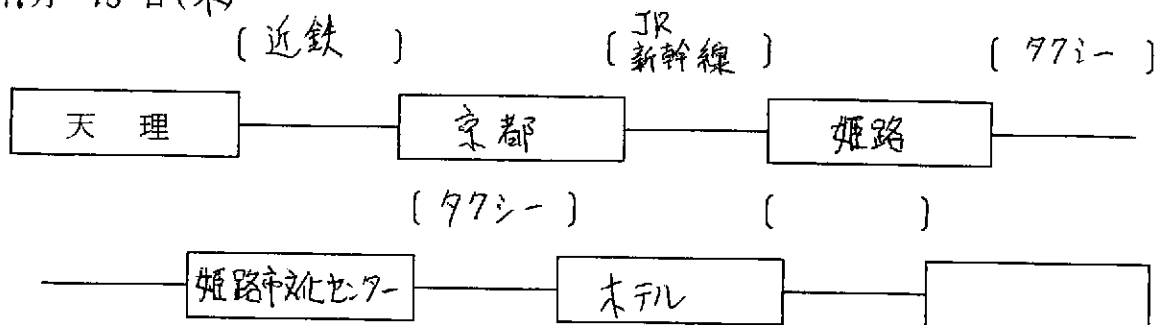 [ 近鉄 ] [ JR 新幹線 ] [ タクシー ]
天 理 京都 姫路
[ タクシー ] [ ]
姫路市文化センター ホテル